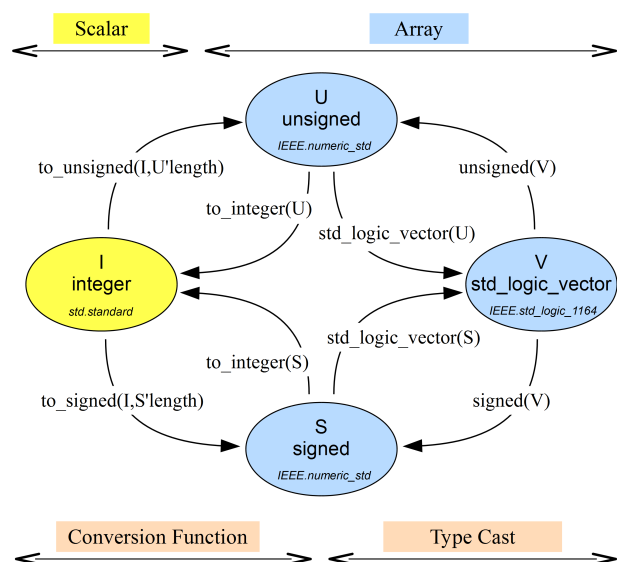 Scalar
Array
U
unsigned
IEEE.numeric_std
to_unsigned(I,U'length)
unsigned(V)
to_integer(U)
std_logic_vector(U)
I
integer
std.standard
V
std_logic_vector
IEEE.std_logic_1164
std_logic_vector(S)
to_integer(S)
to_signed(I,S'length)
signed(V)
S
signed
IEEE.numeric_std
Conversion Function
Type Cast